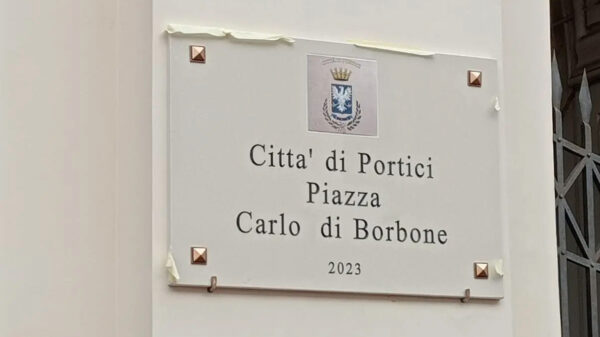 Citta' di Portici
Piazza
Carlo di Borbone
2023